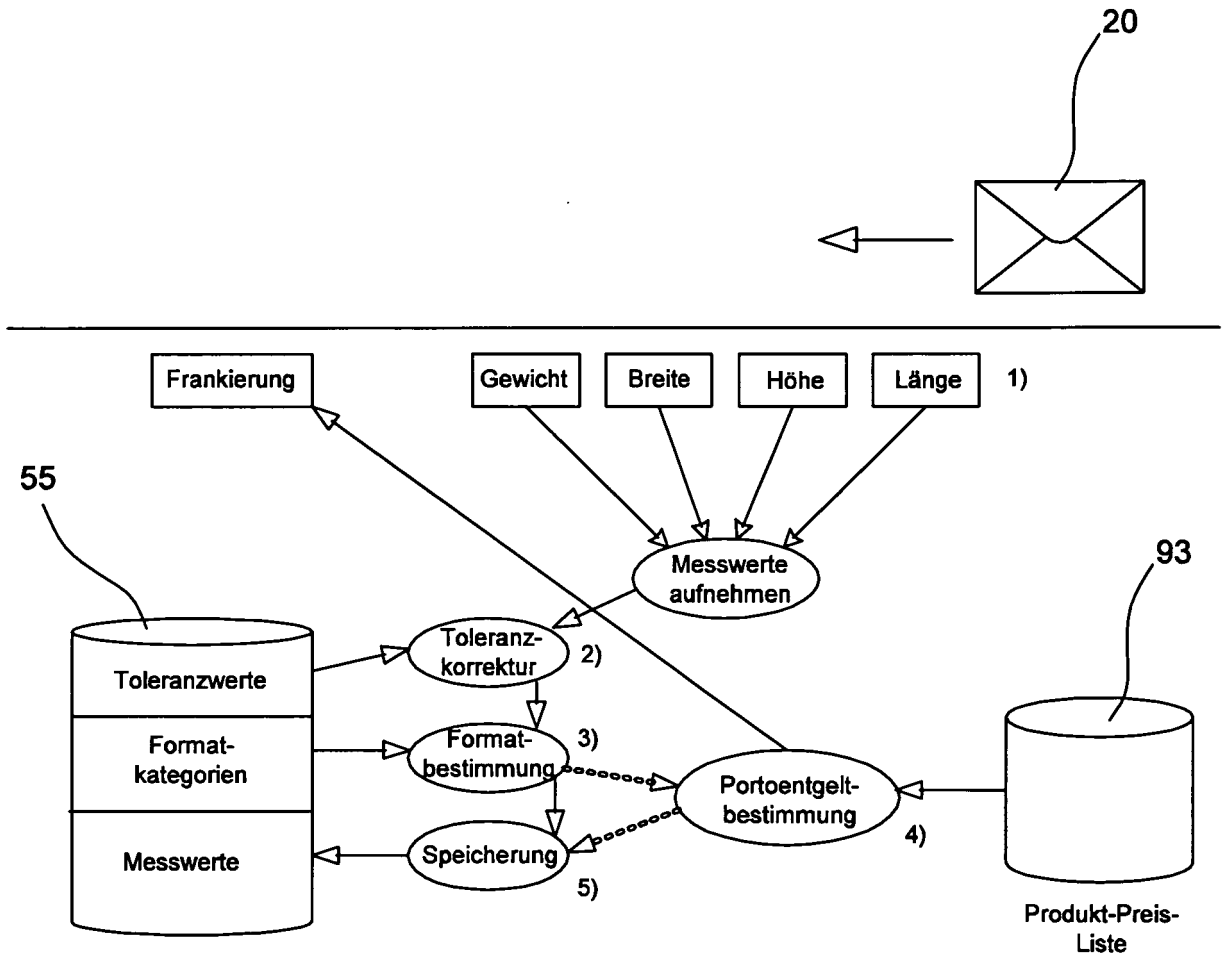 20
Frankierung
Gewicht
Breite
Höhe
Länge
1)
55
93
Messwerte
aufnehmen
Toleranz-
korrektur
2)
Toleranzwerte
Format-
kategorien
Format-
bestimmung
3)
Portoentgelt-
bestimmung
4)
Messwerte
Speicherung
5)
Produkt-Preis-
Liste